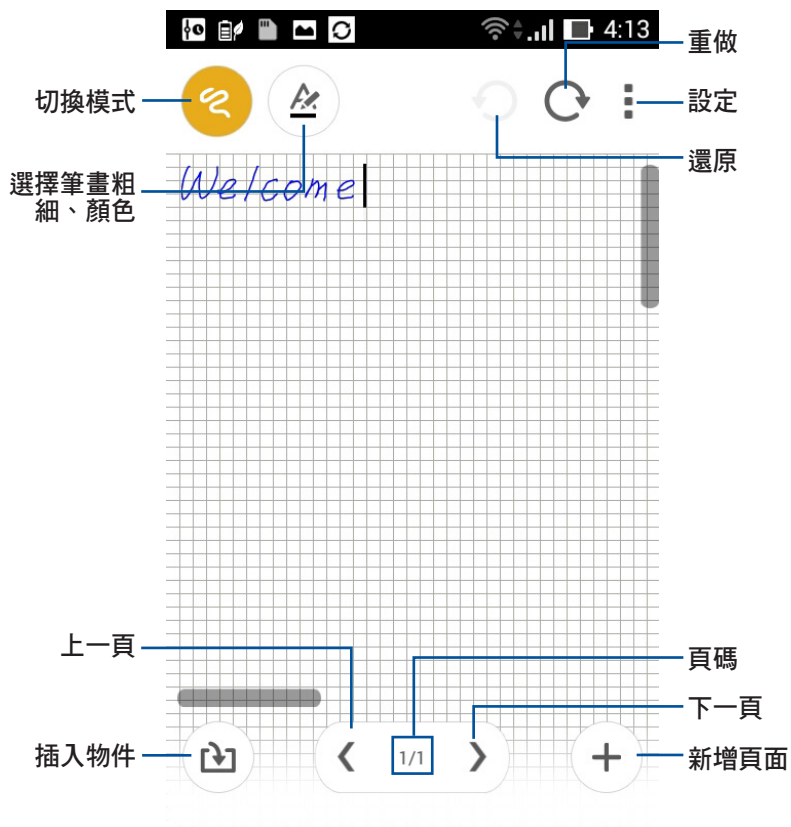 4:13
重做
切換模式
設定
還原
選擇筆畫粗
細、顏色
Welcome
上一頁
頁碼
下一頁
插入物件
1/1
新增頁面